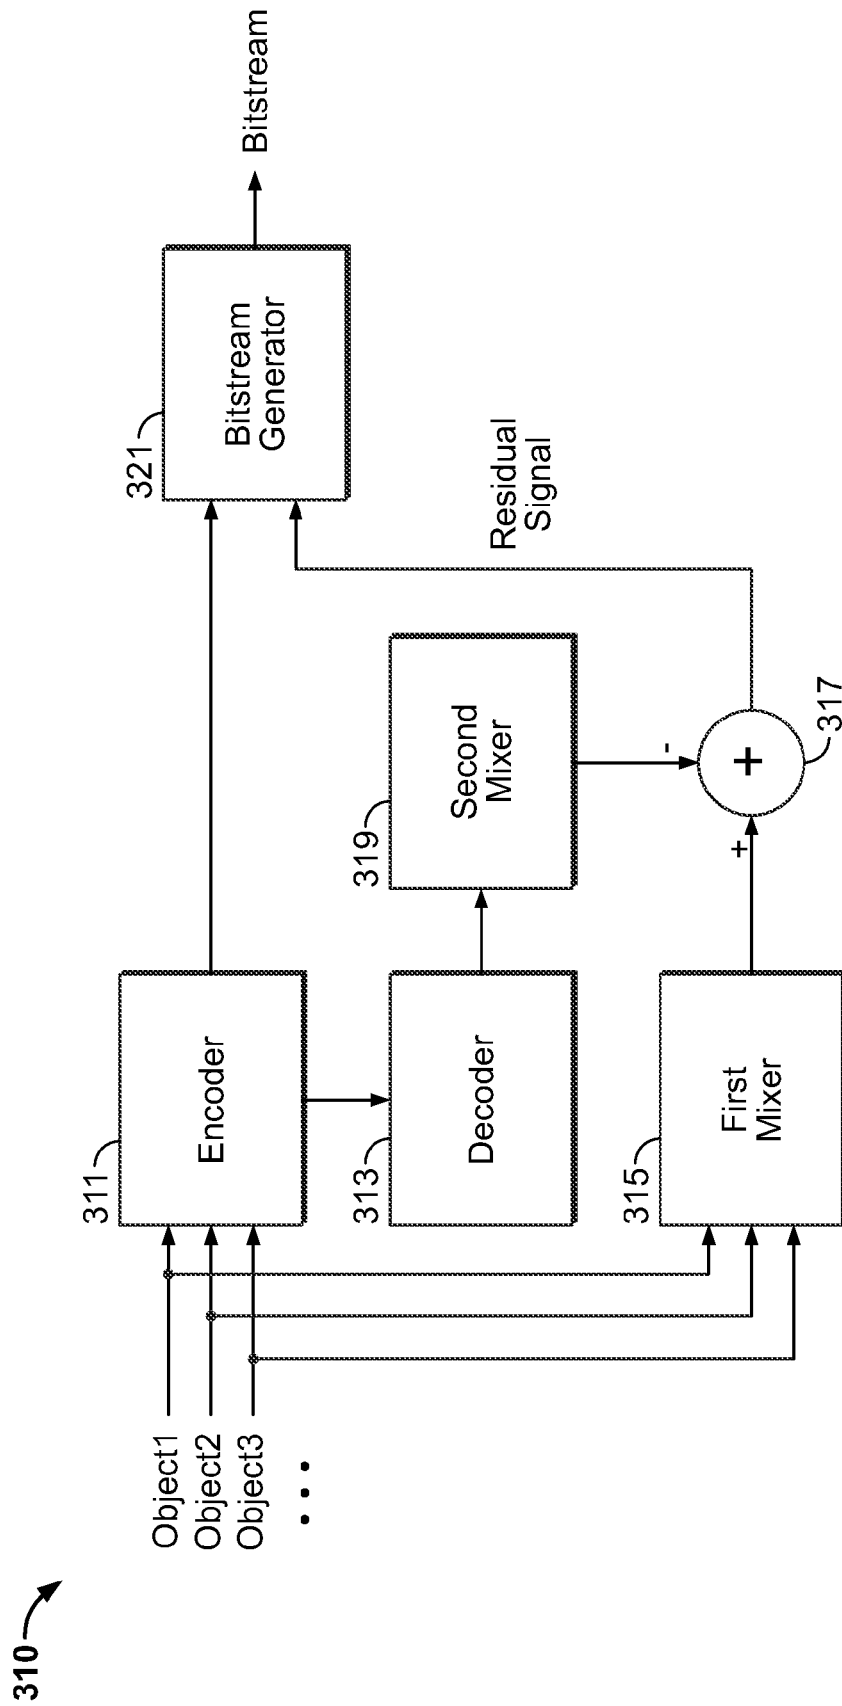 310
Object1
Object2
Object3
...
311
Encoder
313
Decoder
315
First
Mixer
319
Second
Mixer
+
-
+
317
Residual
Signal
321
Bitstream
Generator
Bitstream